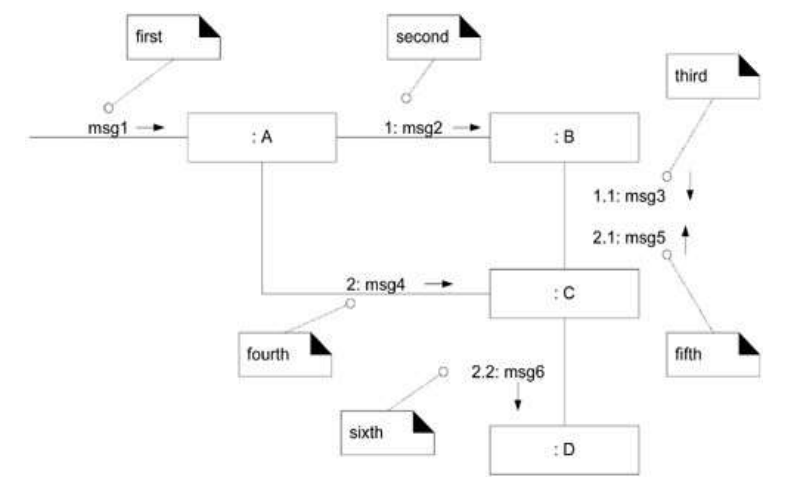 first
second
third
msg1
: A
1: msg2
: B
1.1: msg3
2.1: msg5
2: msg4
: C
fourth
fifth
2.2: msg6
sixth
: D